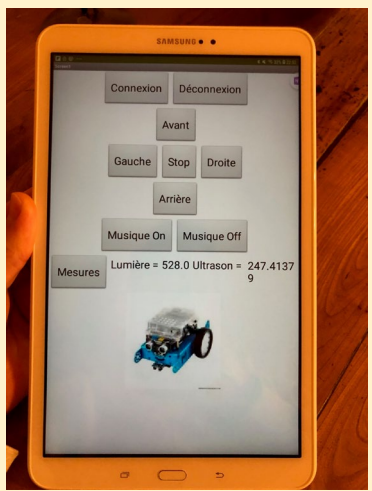 SAMSUNG
Connexion Déconnexion
Avant
Gauche Stop Droite
Arrière
Musique On Musique Off
Mesures Lumière = 528.0 Ultrason = 247.4137
9